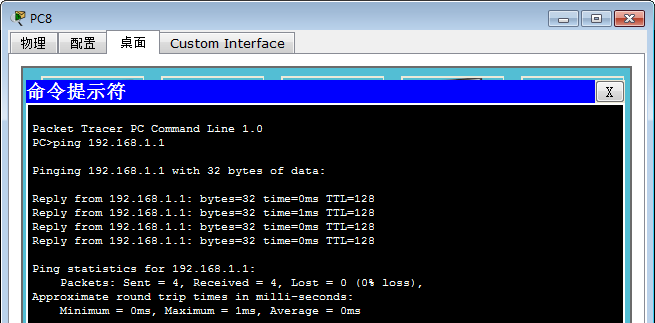 PC8
物理 配置 桌面 Custom Interface
命令提示符 X
Packet Tracer PC Command Line 1.0
PC>ping 192.168.1.1
Pinging 192.168.1.1 with 32 bytes of data:
Reply from 192.168.1.1: bytes=32 time=0ms TTL=128
Reply from 192.168.1.1: bytes=32 time=1ms TTL=128
Reply from 192.168.1.1: bytes=32 time=0ms TTL=128
Reply from 192.168.1.1: bytes=32 time=0ms TTL=128
Ping statistics for 192.168.1.1:
Packets: Sent = 4, Received = 4, Lost = 0 (0% loss),
Approximate round trip times in milli-seconds:
Minimum = 0ms, Maximum = 1ms, Average = 0ms